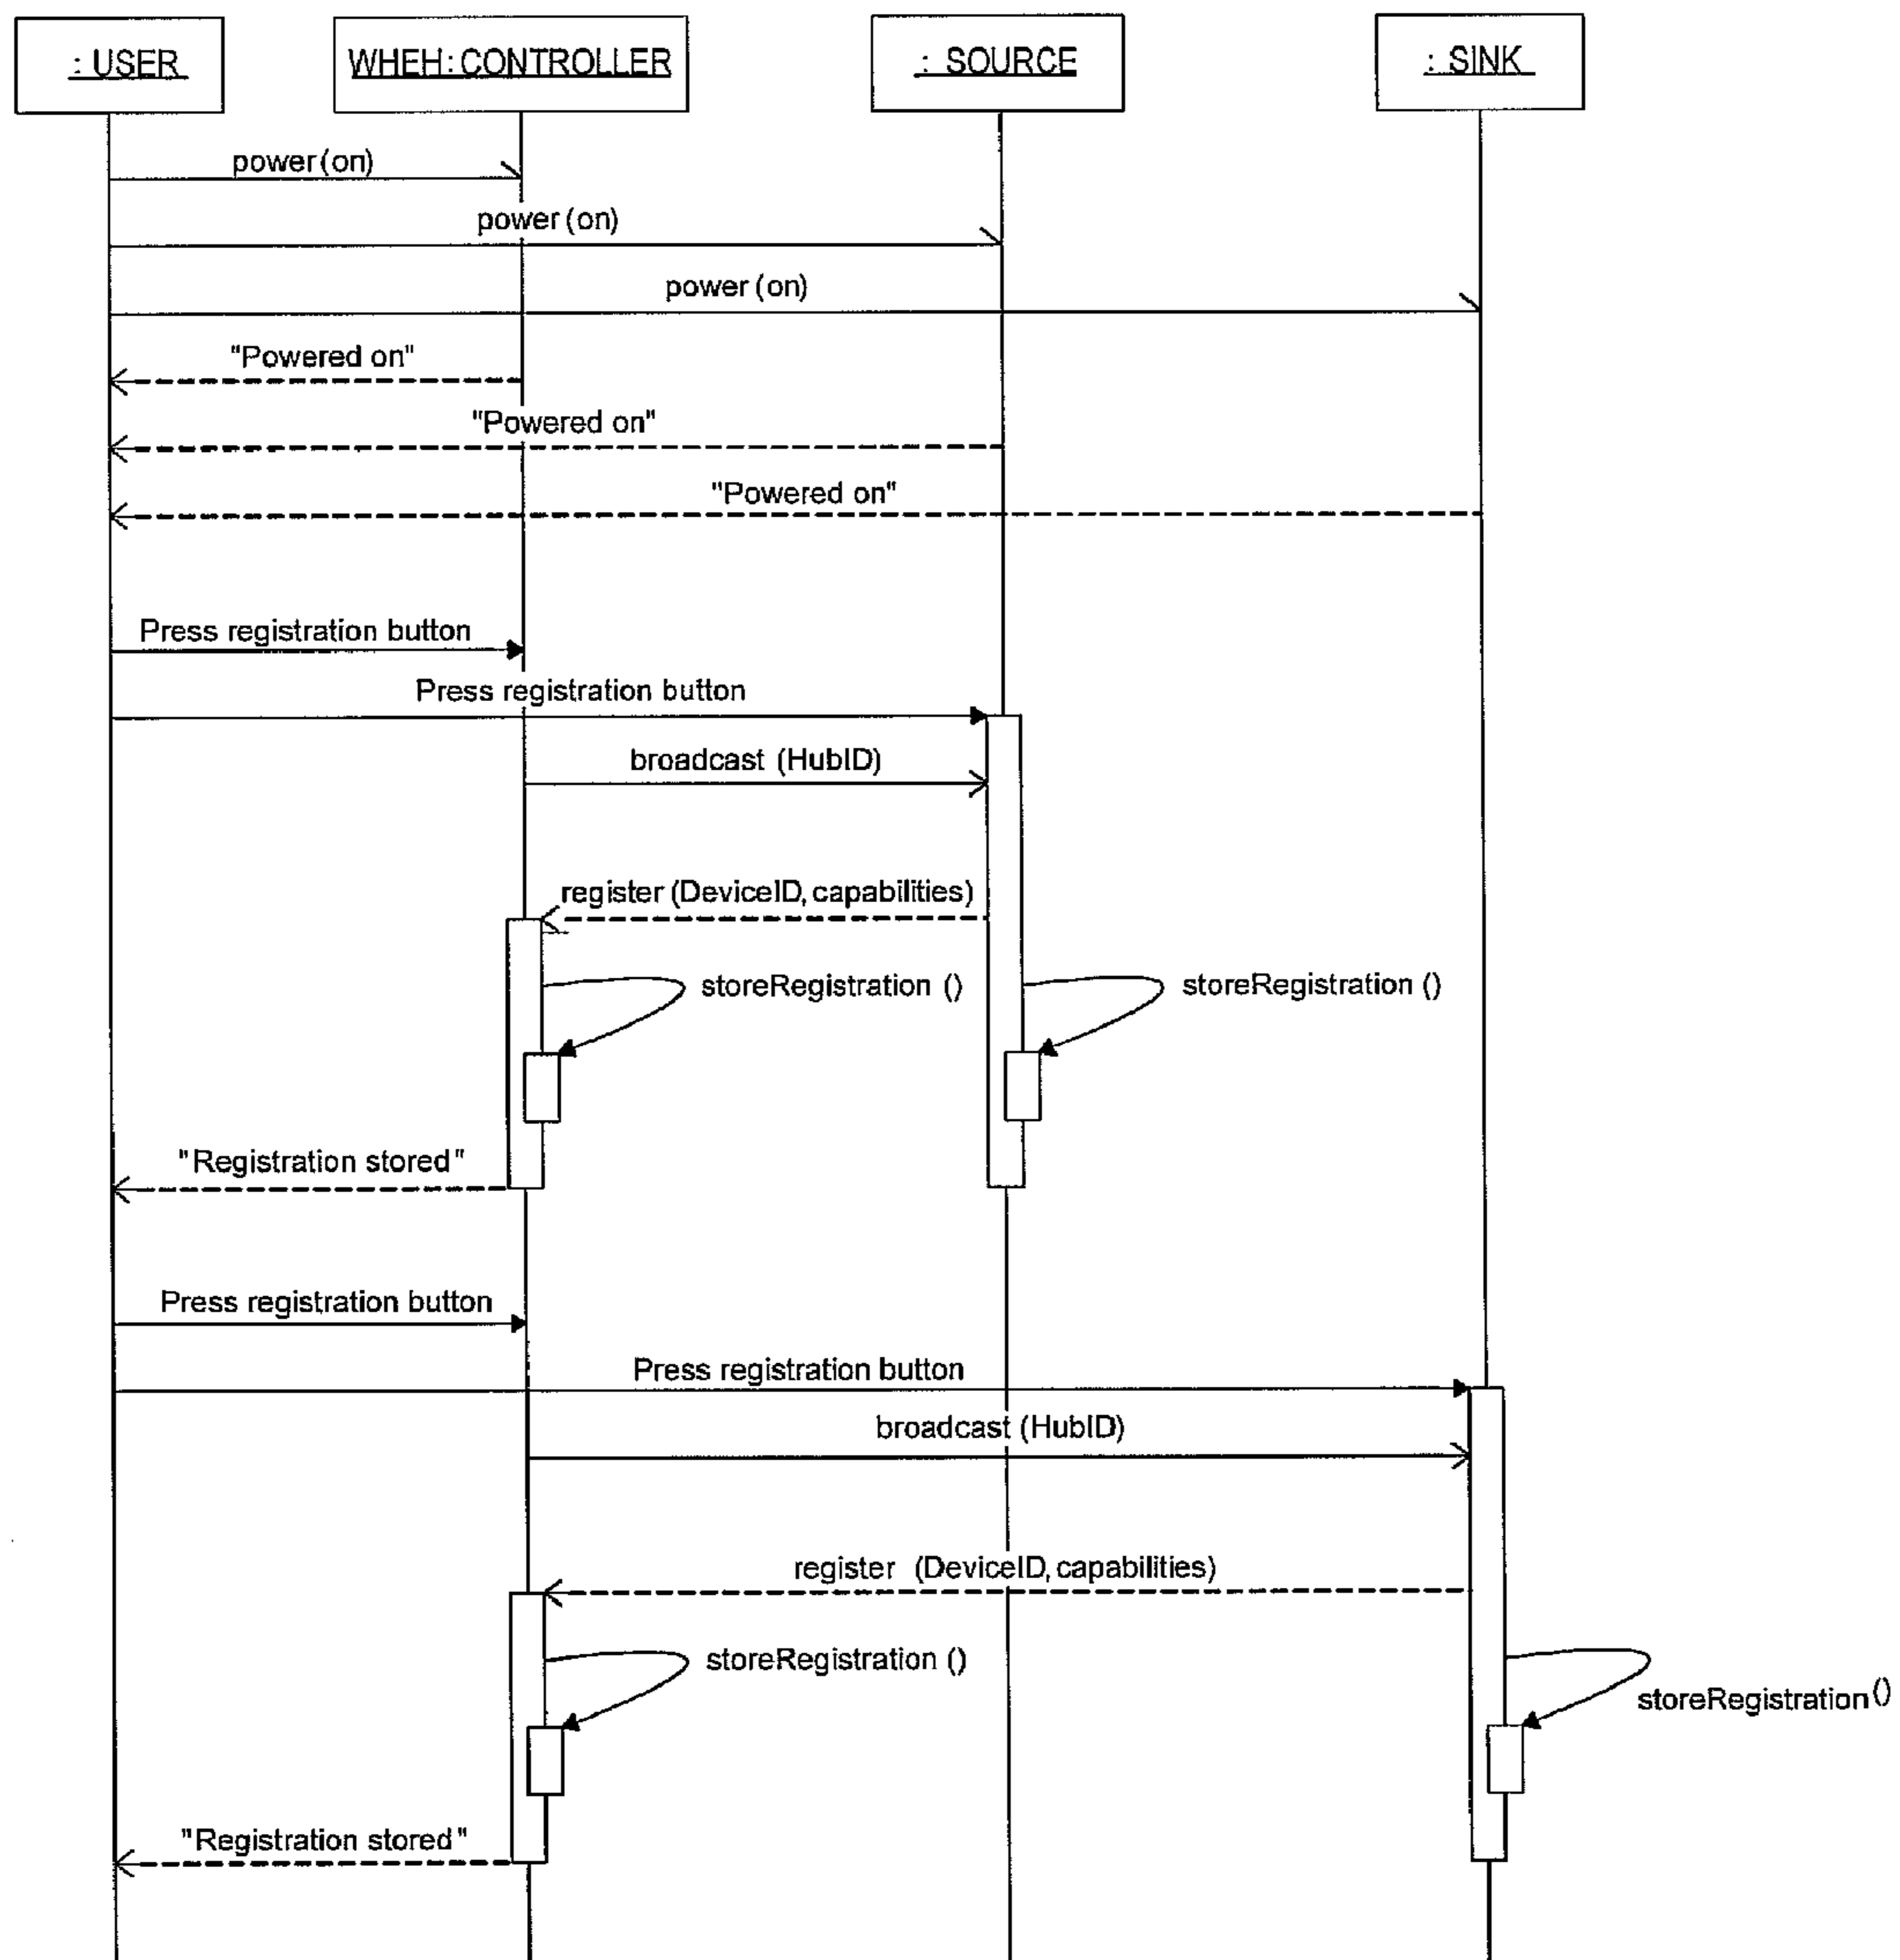 : USER
WHEH: CONTROLLER
: SOURCE
: SINK
power (on)
power (on)
power (on)
"Powered on"
"Powered on"
"Powered on"
Press registration button
Press registration button
broadcast (HubID)
register (DeviceID, capabilities)
storeRegistration ()
storeRegistration ()
"Registration stored"
Press registration button
Press registration button
broadcast (HubID)
register (DeviceID, capabilities)
storeRegistration ()
storeRegistration ()
"Registration stored"